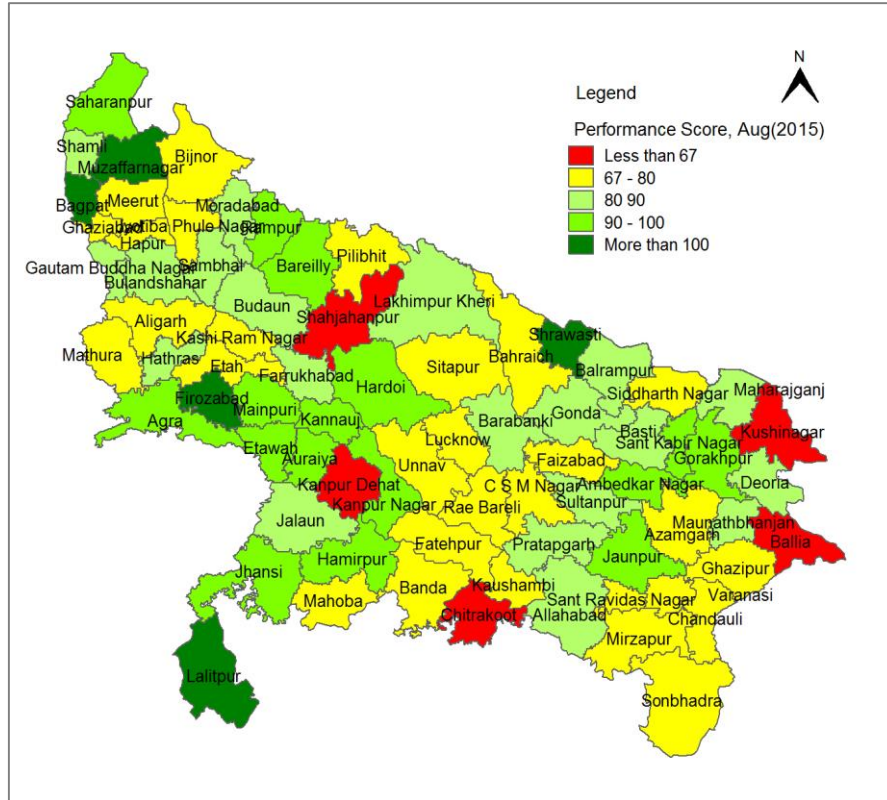 N
Legend
Performance Score, Aug(2015)
Less than 67
67 - 80
80 90
90 - 100
More than 100
Saharanpur
Shamli
Muzaffarnagar
Bijnor
Bagpat
Meerut
Moradabad
Ghaziabad
Jyotiba Phule Nagar
Rampur
Hapur
Pilibhit
Gautam Buddha Nagar
Sambhal
Bareilly
Bulandshahar
Budaun
Lakhimpur Kheri
Shahjahanpur
Aligarh
Kashi Ram Nagar
Shrawasti
Mathura
Hathras
Etah
Sitapur
Bahraich
Balrampur
Farrukhabad
Hardoi
Siddharth Nagar
Maharajganj
Firozabad
Mainpuri
Agra
Kannauj
Barabanki
Gonda
Basti
Sant Kabir Nagar
Kushinagar
Etawah
Auraiya
Lucknow
Unnav
Faizabad
Gorakhpur
Kanpur Dehat
C S M Nagar
Ambedkar Nagar
Deoria
Kanpur Nagar
Rae Bareli
Sultanpur
Jalaun
Maunathbhanjan
Azamgarh
Ballia
Fatehpur
Pratapgarh
Jaunpur
Jhansi
Hamirpur
Ghazipur
Mahoba
Banda
Kaushambi
Varanasi
Chitrakoot
Allahabad
Sant Ravidas Nagar
Chandauli
Mirzapur
Lalitpur
Sonbhadra